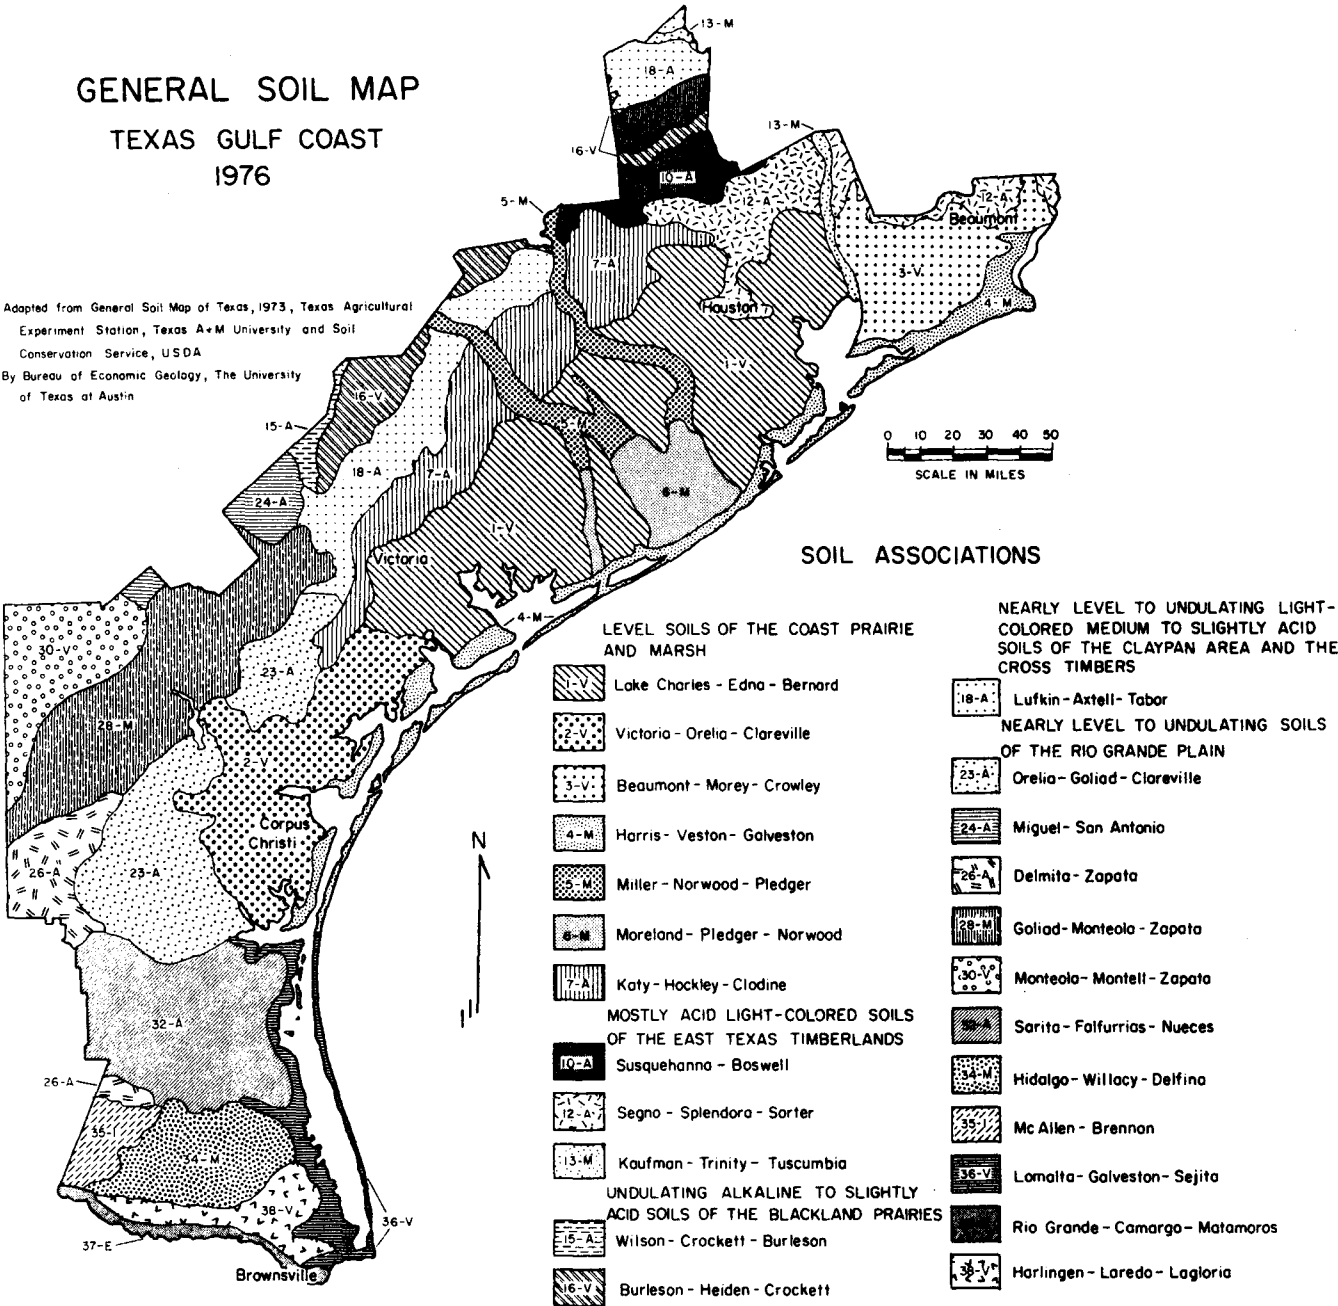 GENERAL SOIL MAP
TEXAS GULF COAST
1976
Adapted from General Soil Map of Texas, 1973, Texas Agricultural
Experiment Station, Texas A+M University and Soil
Conservation Service, USDA
By Bureau of Economic Geology, The University
of Texas at Austin
13-M
18-A
16-V
13-M
10-A
5-M
12-A
12-A
Beaumont
7-A
3-V
4-M
Houston
1-V
16-V
15-A
5-M
18-A
7-A
24-A
6-M
1-V
Victoria
4-M
30-V
23-A
28-M
2-V
Corpus
Christi
26-A
23-A
32-A
26-A
35-I
34-M
38-V
36-V
37-E
Brownsville
N
0 10 20 30 40 50
SCALE IN MILES
SOIL ASSOCIATIONS
LEVEL SOILS OF THE COAST PRAIRIE
AND MARSH
1-V Lake Charles - Edna - Bernard
2-V Victoria - Orelia - Clareville
3-V Beaumont - Morey - Crowley
4-M Harris - Veston - Galveston
5-M Miller - Norwood - Pledger
6-M Moreland - Pledger - Norwood
7-A Katy - Hockley - Clodine
MOSTLY ACID LIGHT-COLORED SOILS
OF THE EAST TEXAS TIMBERLANDS
10-A Susquehanna - Boswell
12-A Segno - Splendora - Sorter
13-M Kaufman - Trinity - Tuscumbia
UNDULATING ALKALINE TO SLIGHTLY
ACID SOILS OF THE BLACKLAND PRAIRIES
15-A Wilson - Crockett - Burleson
16-V Burleson - Heiden - Crockett
NEARLY LEVEL TO UNDULATING LIGHT-
COLORED MEDIUM TO SLIGHTLY ACID
SOILS OF THE CLAYPAN AREA AND THE
CROSS TIMBERS
18-A Lufkin - Axtell - Tabor
NEARLY LEVEL TO UNDULATING SOILS
OF THE RIO GRANDE PLAIN
23-A Orelia - Goliad - Clareville
24-A Miguel - San Antonio
26-A Delmita - Zapata
28-M Goliad - Monteola - Zapata
30-V Monteola - Montell - Zapata
32-A Sarita - Falfurrias - Nueces
34-M Hidalgo - Willacy - Delfina
35-I McAllen - Brennan
36-V Lomalta - Galveston - Sejita
Rio Grande - Camargo - Matamoros
38-V Harlingen - Laredo - Lagloria